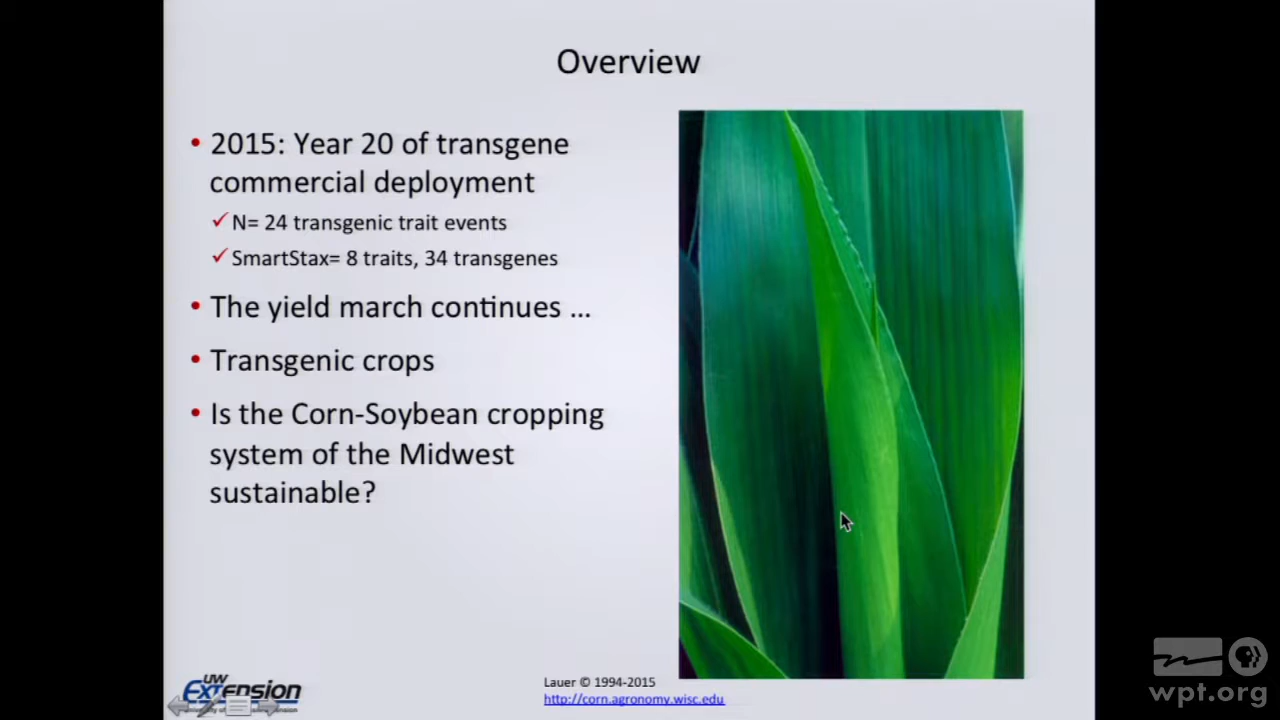 Overview
• 2015: Year 20 of transgene
commercial deployment
✓ N= 24 transgenic trait events
✓ SmartStax= 8 traits, 34 transgenes
• The yield march continues ...
• Transgenic crops
• Is the Corn-Soybean cropping
system of the Midwest
sustainable?
UW
Extension
Lauer © 1994-2015
http://corn.agronomy.wisc.edu
wpt.org